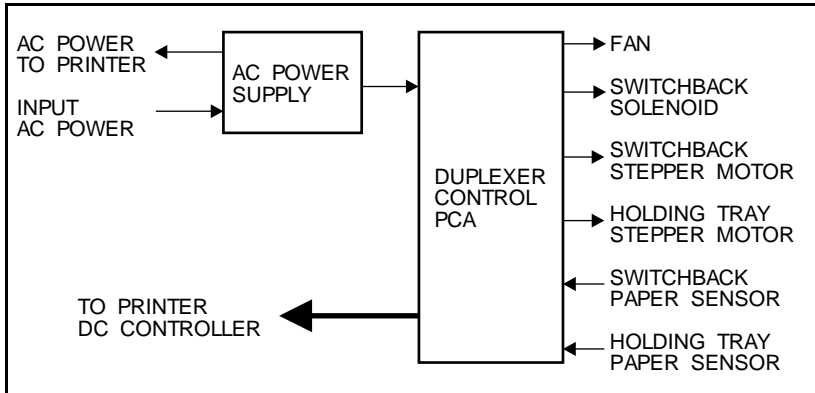 AC POWER
TO PRINTER
INPUT
AC POWER
AC POWER
SUPPLY
DUPLEXER
CONTROL
PCA
TO PRINTER
DC CONTROLLER
FAN
SWITCHBACK
SOLENOID
SWITCHBACK
STEPPER MOTOR
HOLDING TRAY
STEPPER MOTOR
SWITCHBACK
PAPER SENSOR
HOLDING TRAY
PAPER SENSOR